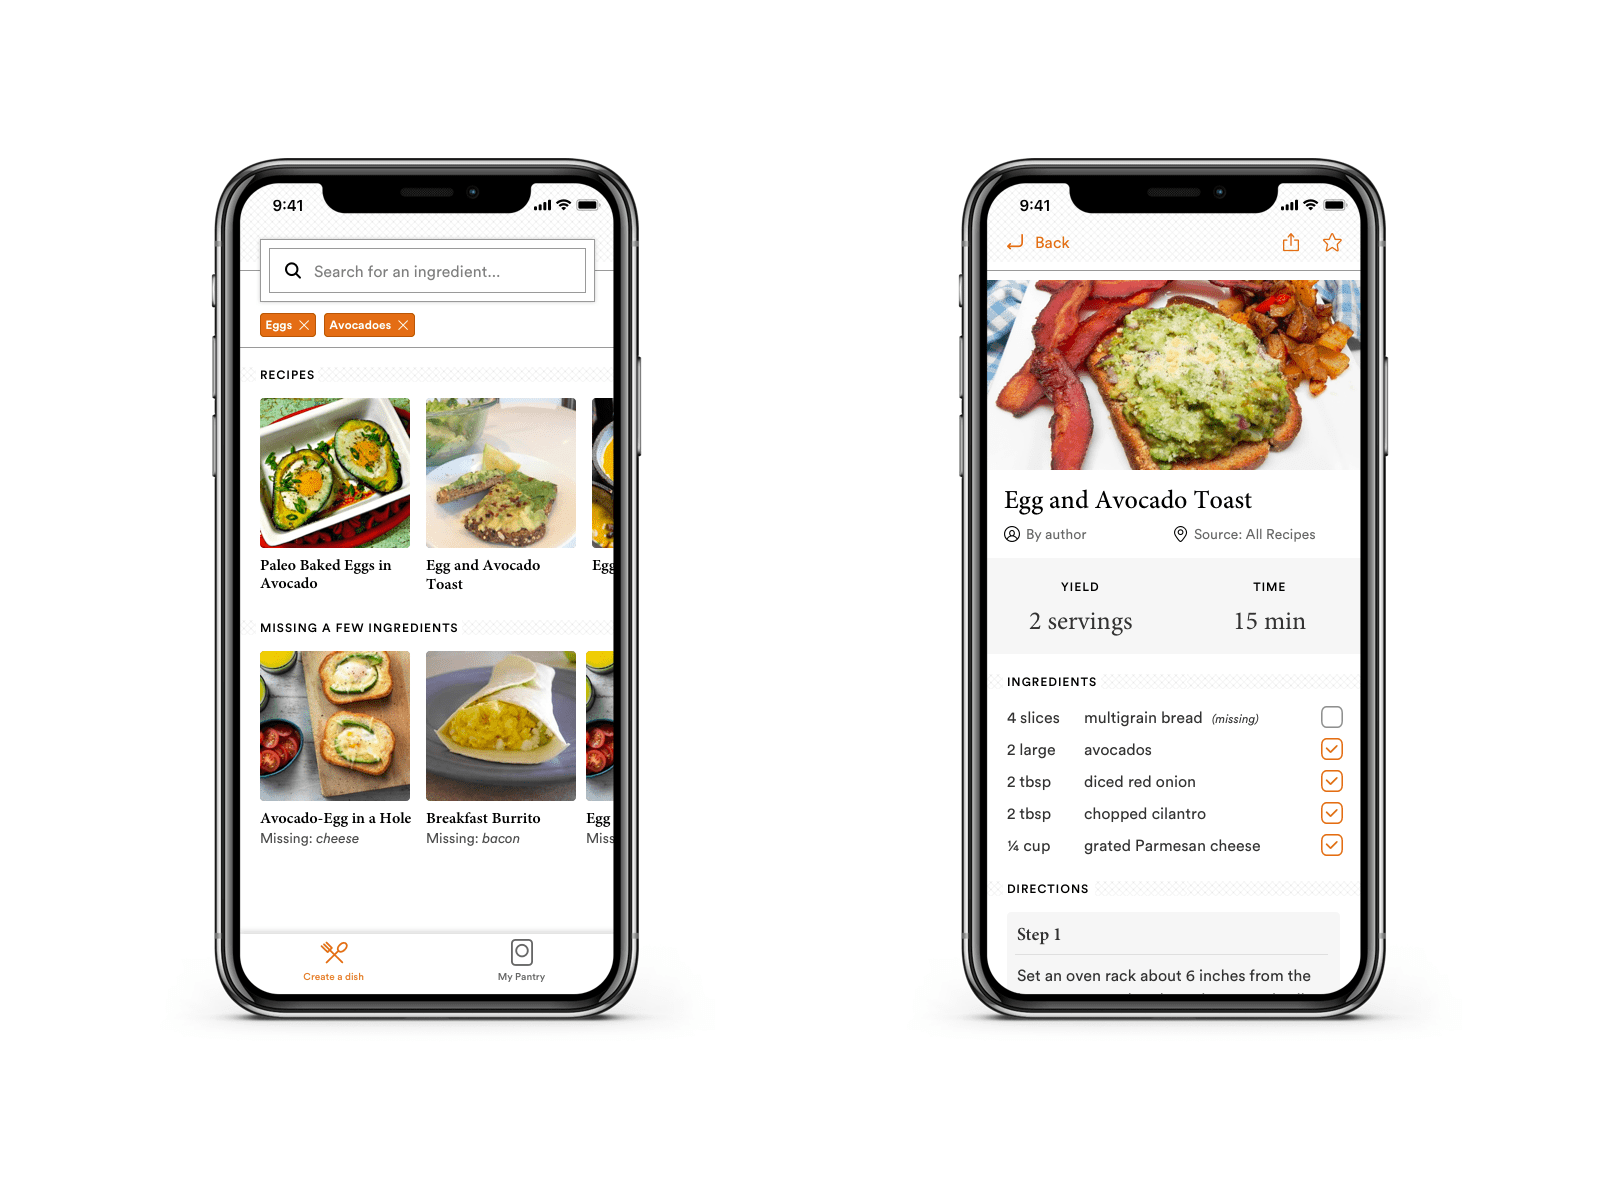 9:41
Search for an ingredient...
Eggs
Avocadoes
RECIPES
Paleo Baked Eggs in
Avocado
Egg and Avocado
Toast
Egg
MISSING A FEW INGREDIENTS
Avocado-Egg in a Hole
Missing: cheese
Breakfast Burrito
Missing: bacon
Egg
Miss
Create a dish
My Pantry
9:41
Back
Egg and Avocado Toast
By author
Source: All Recipes
YIELD
2 servings
TIME
15 min
INGREDIENTS
4 slices multigrain bread (missing)
2 large avocados
2 tbsp diced red onion
2 tbsp chopped cilantro
¼ cup grated Parmesan cheese
DIRECTIONS
Step 1
Set an oven rack about 6 inches from the